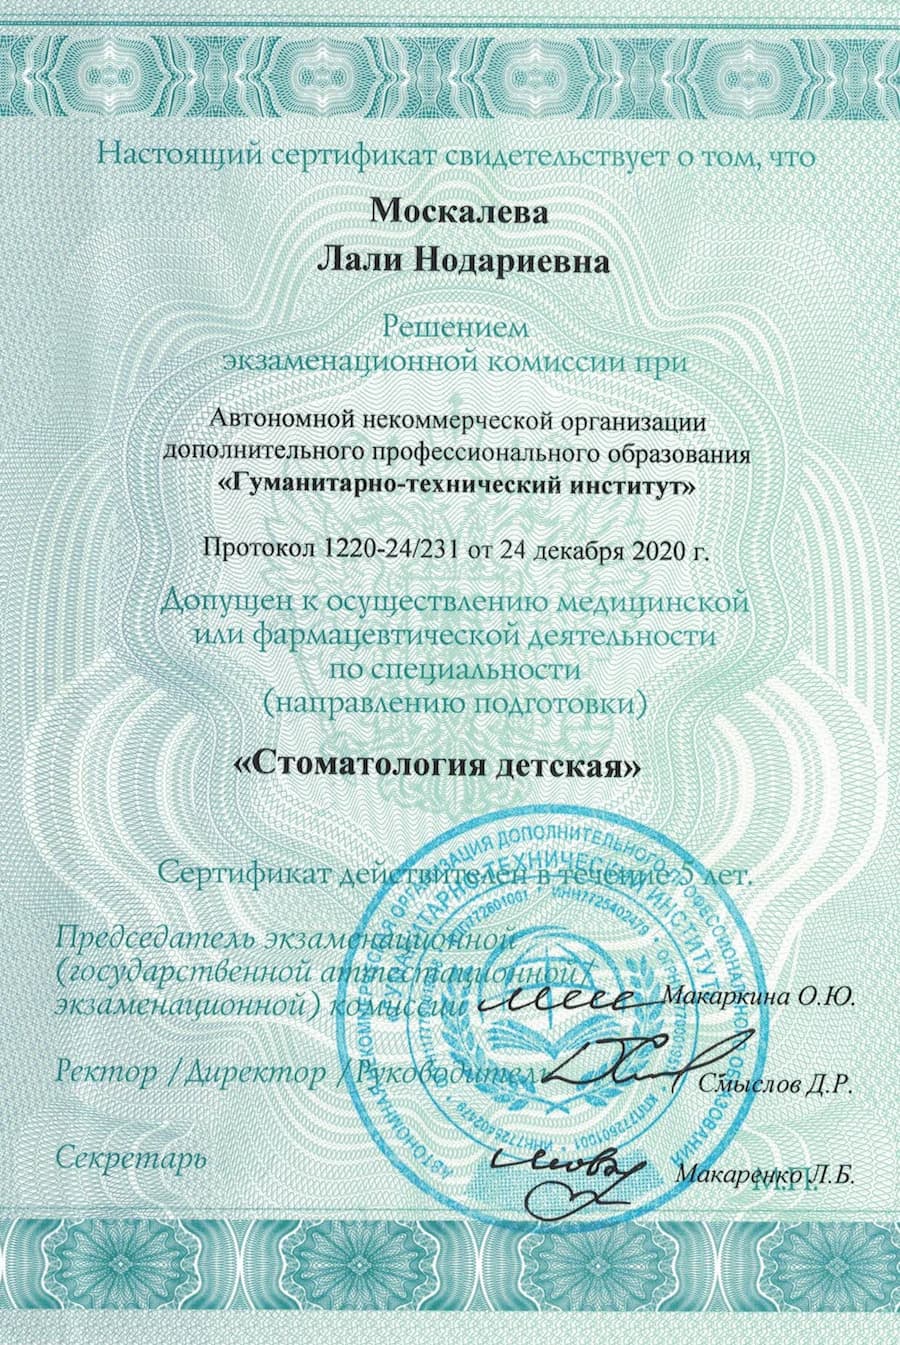 Настоящий сертификат свидетельствует о том, что
Москалева
Лали Нодариевна
Решением
экзаменационной комиссии при
Автономной некоммерческой организации
дополнительного профессионального образования
«Гуманитарно-технический институт»
Протокол 1220-24/231 от 24 декабря 2020 г.
Допущен к осуществлению медицинской
или фармацевтической деятельности
по специальности
(направлению подготовки)
«Стоматология детская»
Сертификат действителен в течение 5 лет.
Председатель экзаменационной
(государственной аттестационной/
экзаменационной) комиссии
Макаркина О.Ю.
Ректор /Директор /Руководитель
Смыслов Д.Р.
Секретарь
Макаренко Л.Б.
М.П.
АВТОНОМНАЯ НЕКОММЕРЧЕСКАЯ ОРГАНИЗАЦИЯ ДОПОЛНИТЕЛЬНОГО ПРОФЕССИОНАЛЬНОГО ОБРАЗОВАНИЯ
ГУМАНИТАРНО-ТЕХНИЧЕСКИЙ ИНСТИТУТ
ИНН7725402479
КПП772601001